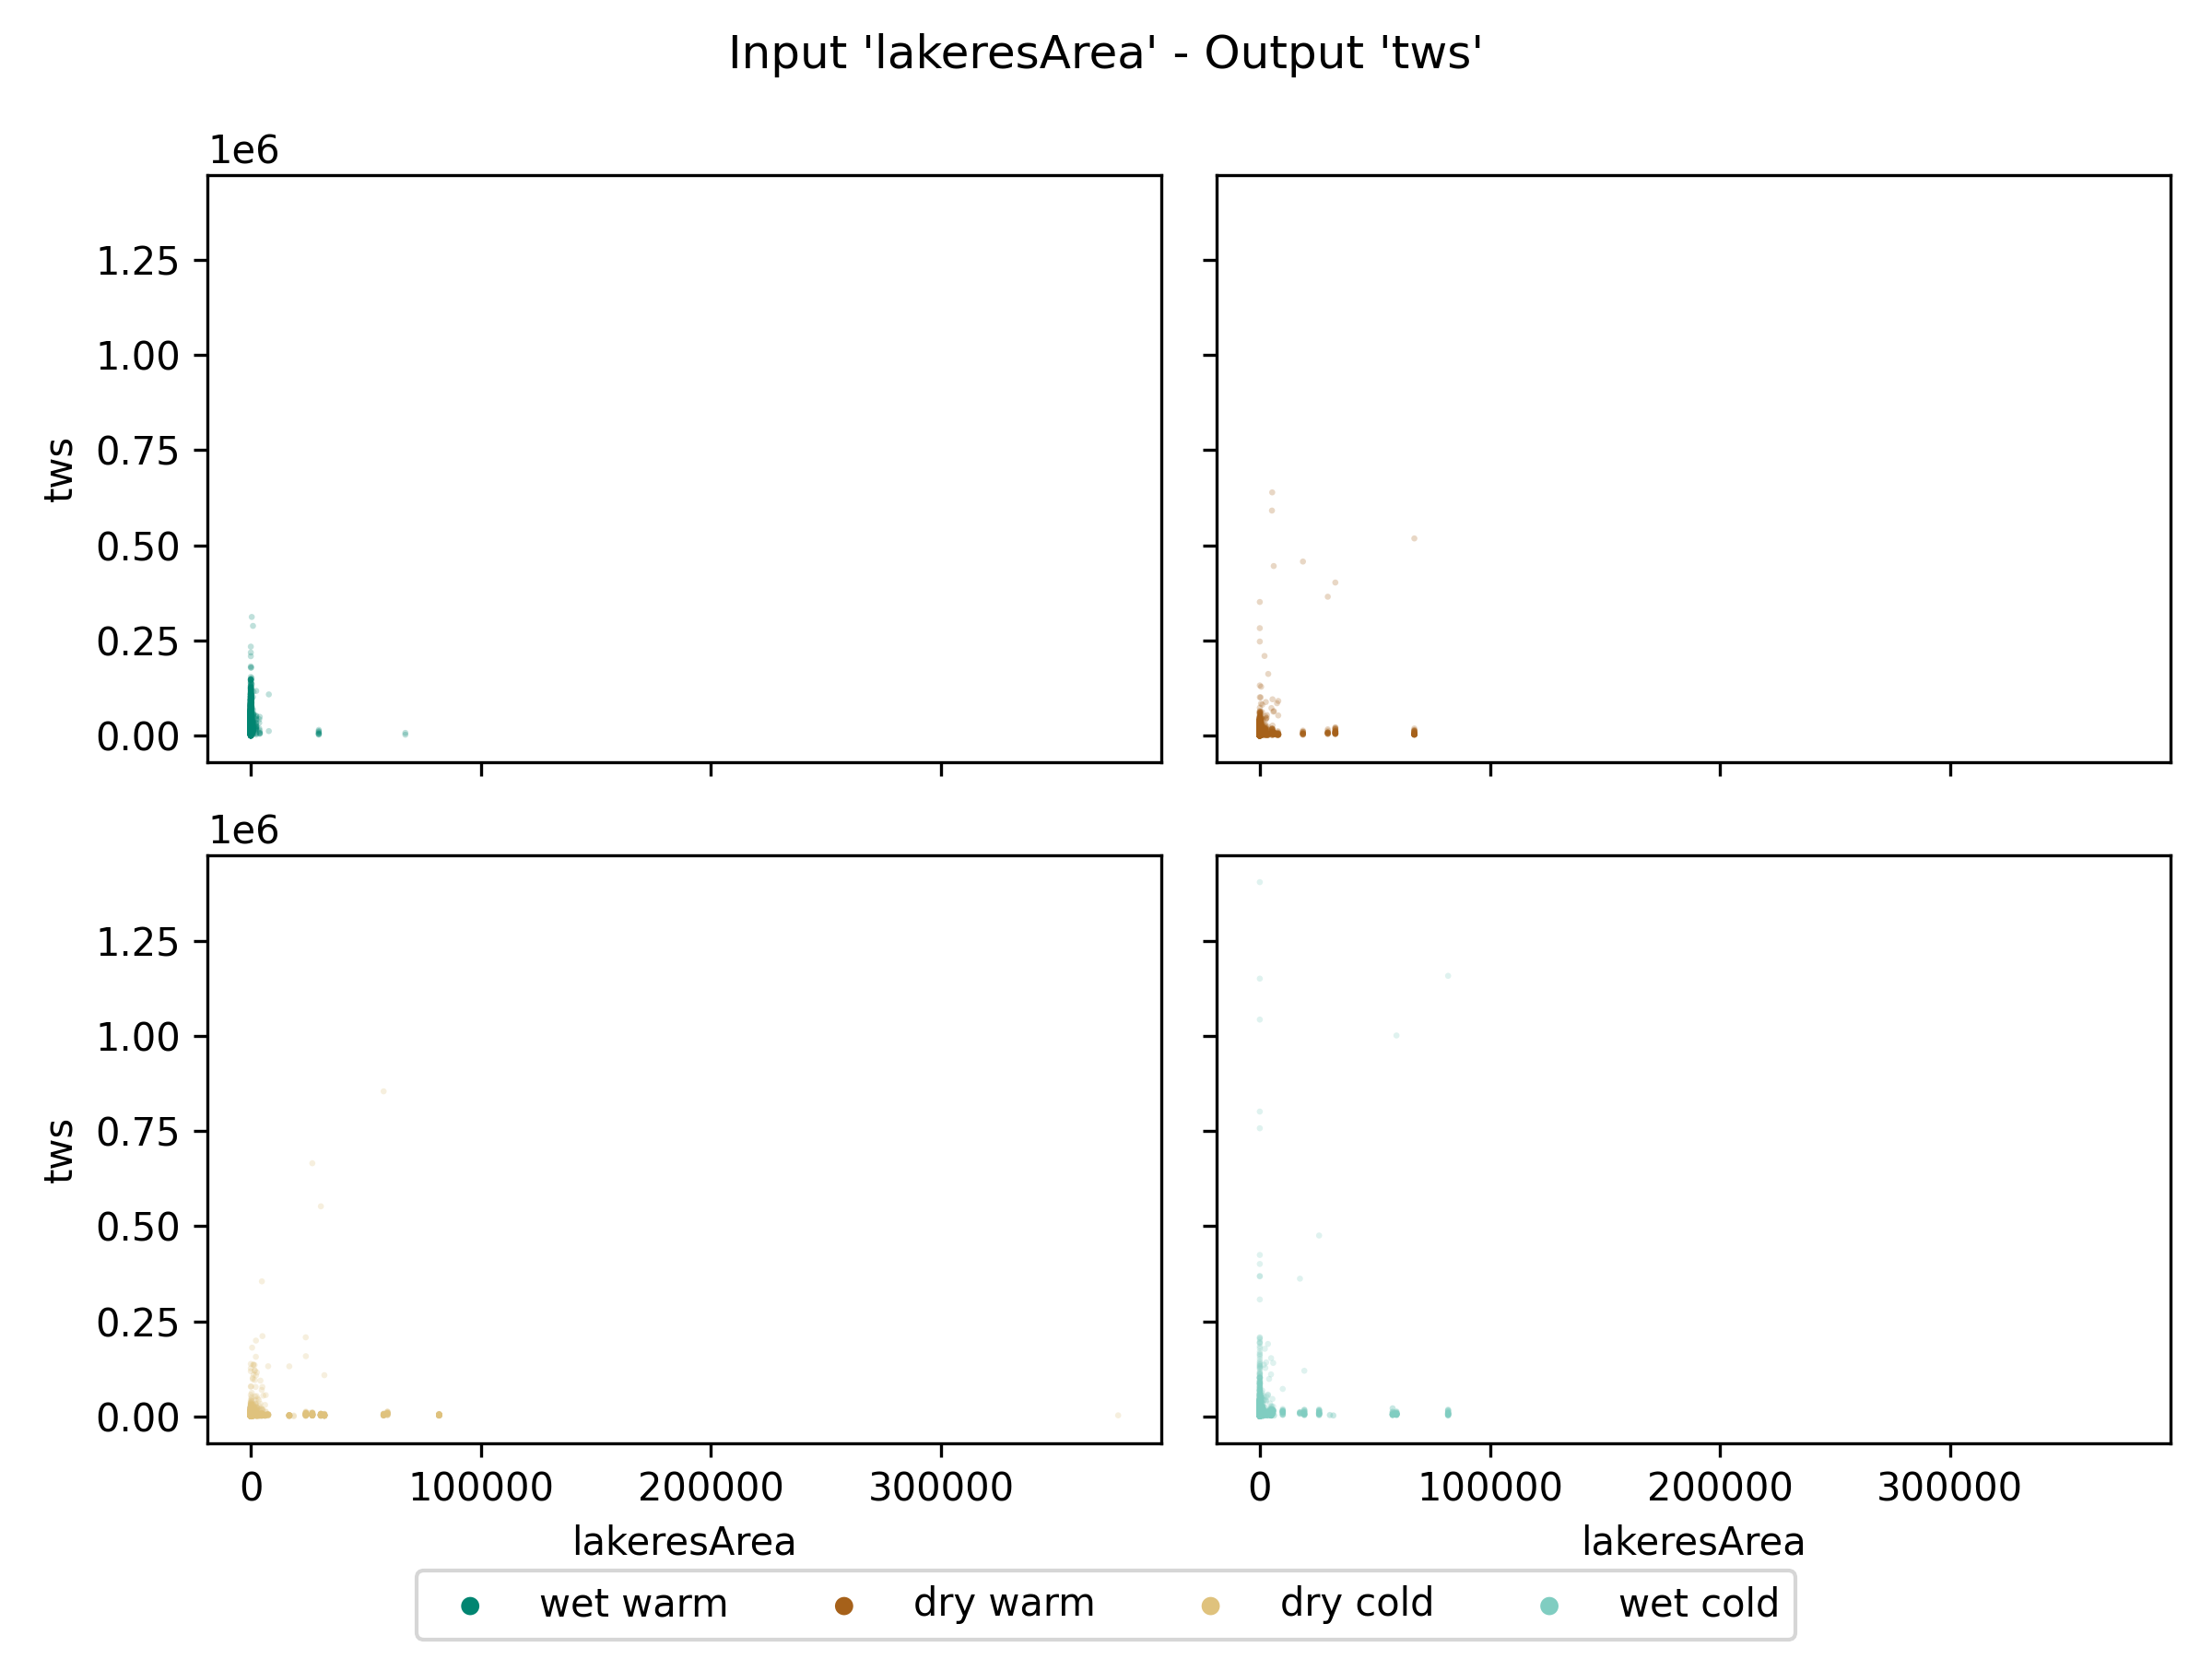 Input 'lakeresArea' - Output 'tws'
1e6
1.25
1.00
0.75
0.50
0.25
0.00
tws
1e6
1.25
1.00
0.75
0.50
0.25
0.00
tws
0 100000 200000 300000
0 100000 200000 300000
lakeresArea
lakeresArea
wet warm dry warm dry cold wet cold